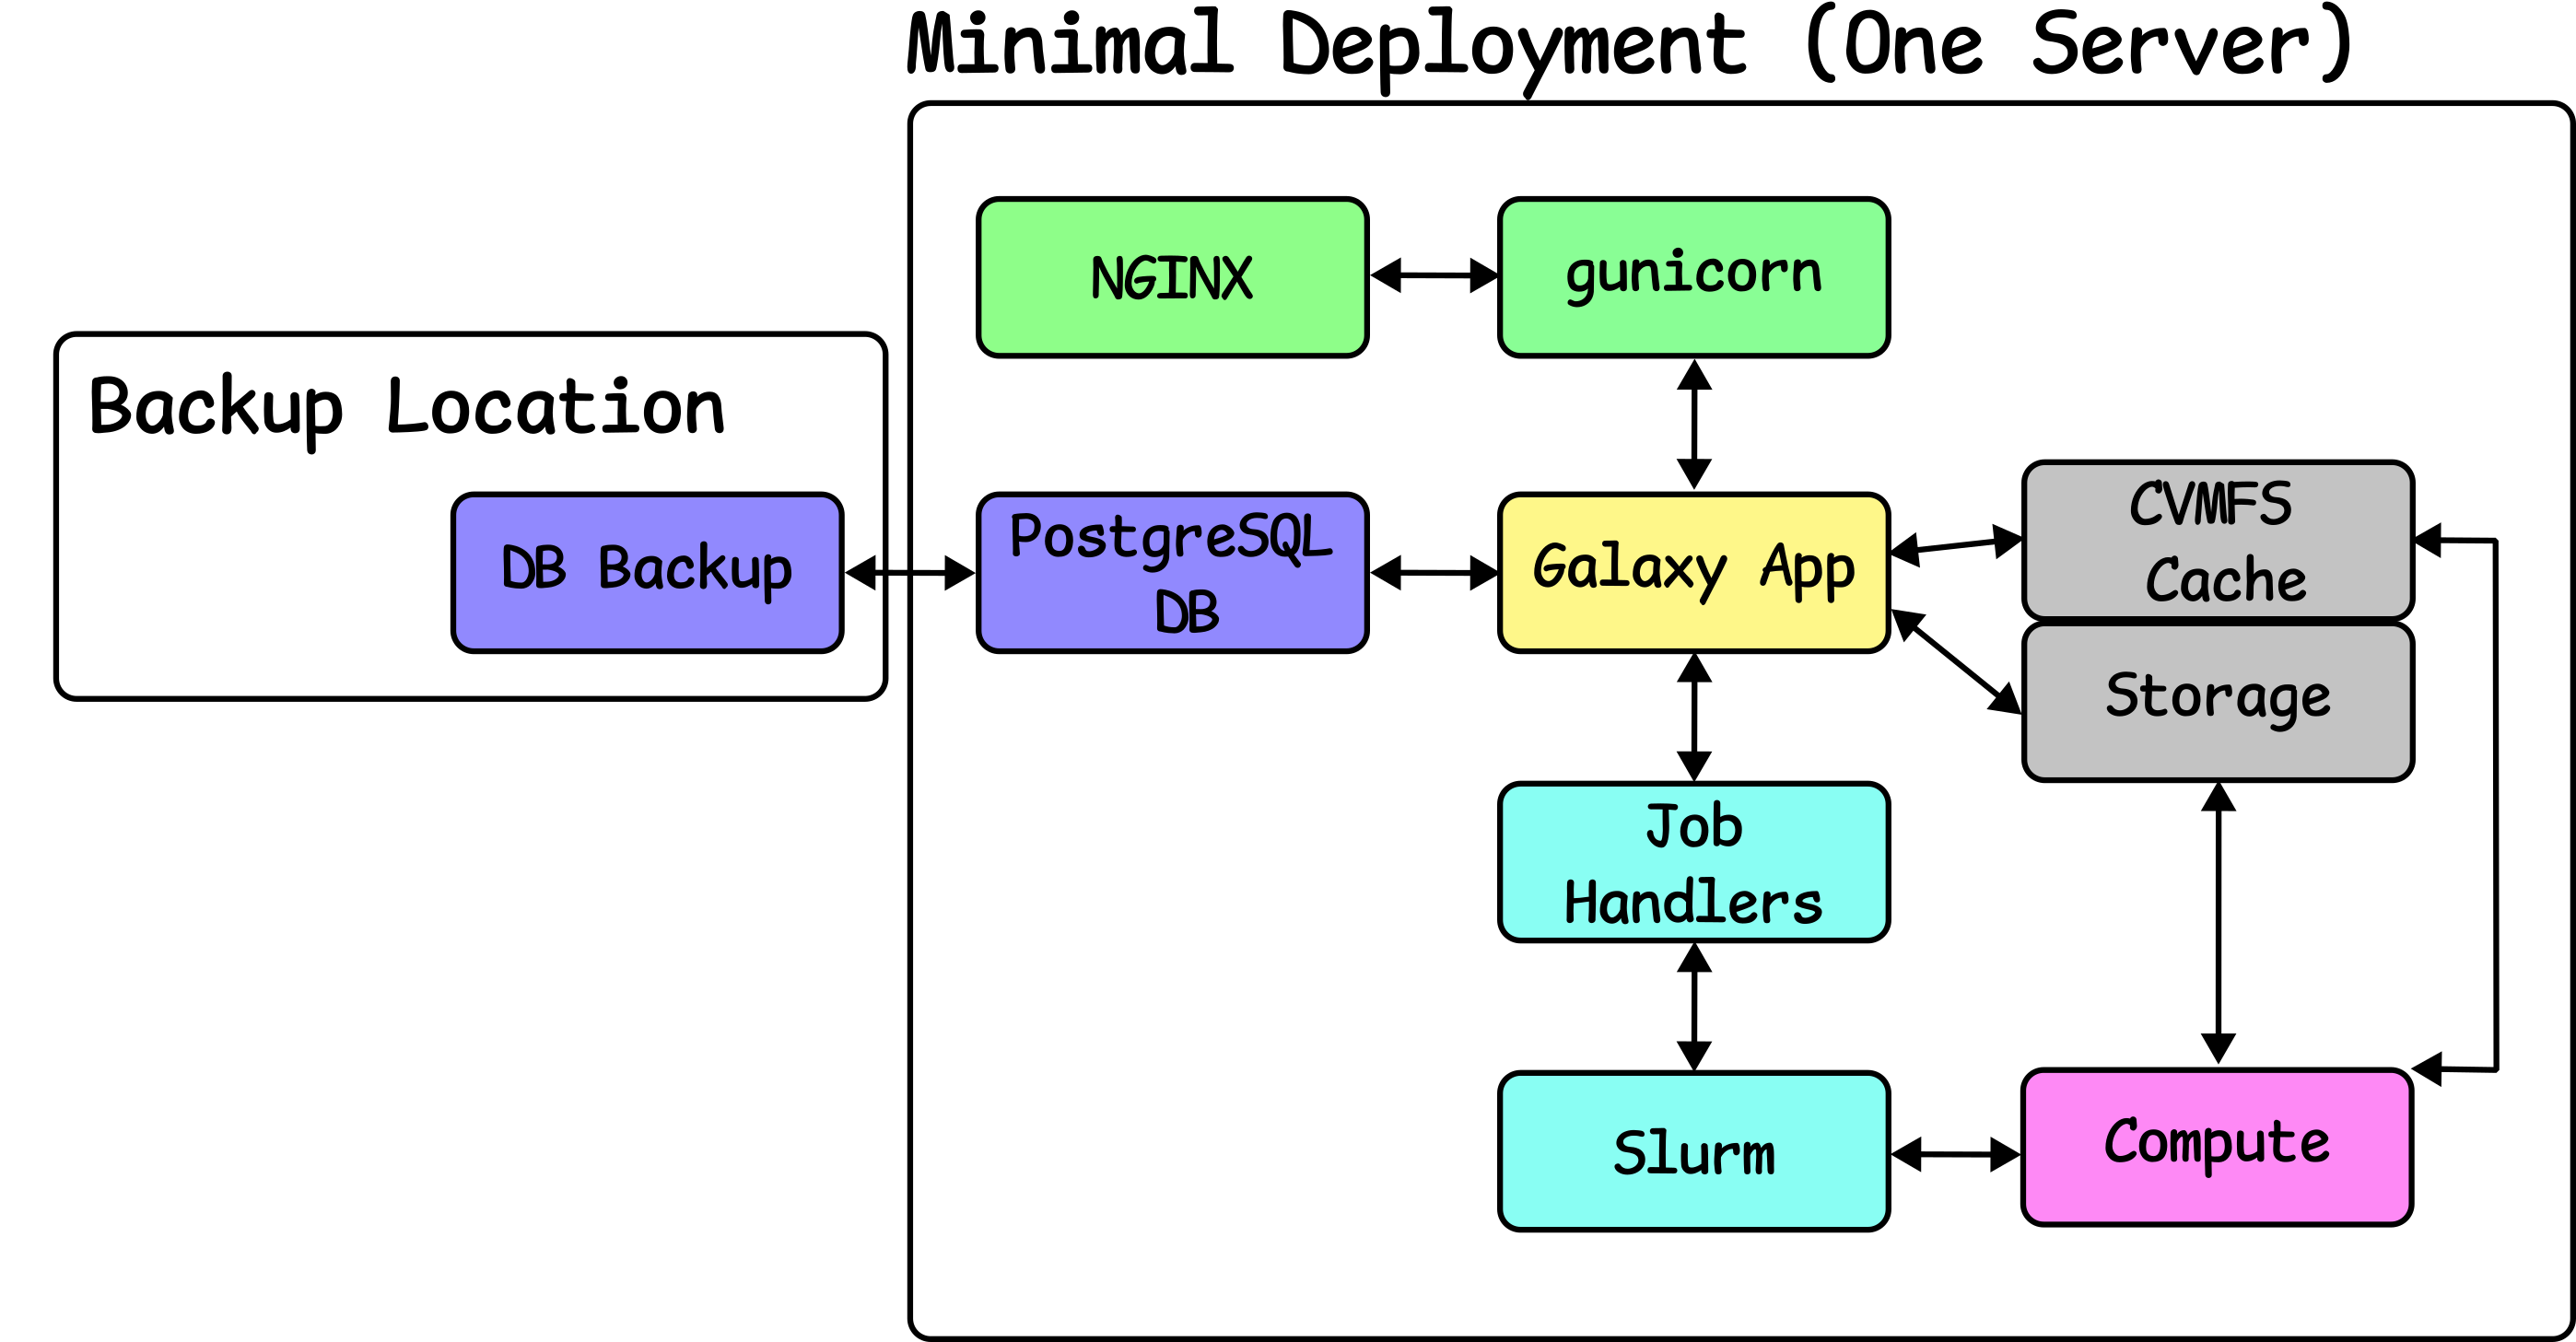 Minimal Deployment (One Server)
NGINX
gunicorn
Backup Location
DB Backup
PostgreSQL
DB
Galaxy App
CVMFS
Cache
Storage
Job
Handlers
Slurm
Compute